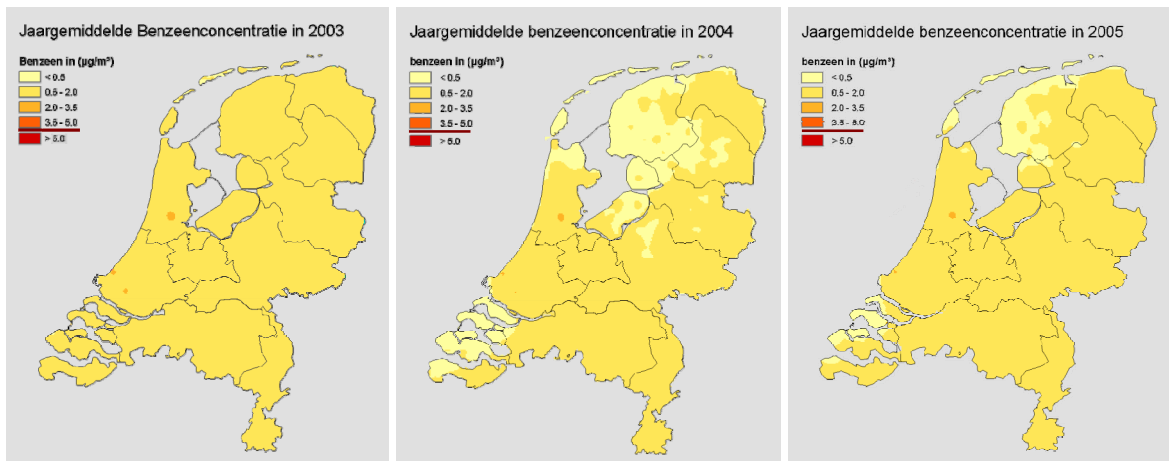 Jaargemiddelde Benzeenconcentratie in 2003
Benzeen in (µg/m³)
< 0.5
0.5 - 2.0
2.0 - 3.5
3.5 - 5.0
> 5.0
Jaargemiddelde benzeenconcentratie in 2004
benzeen in (µg/m³)
< 0.5
0.5 - 2.0
2.0 - 3.5
3.5 - 5.0
> 5.0
Jaargemiddelde benzeenconcentratie in 2005
benzeen in (µg/m³)
< 0.5
0.5 - 2.0
2.0 - 3.5
3.5 - 5.0
> 5.0